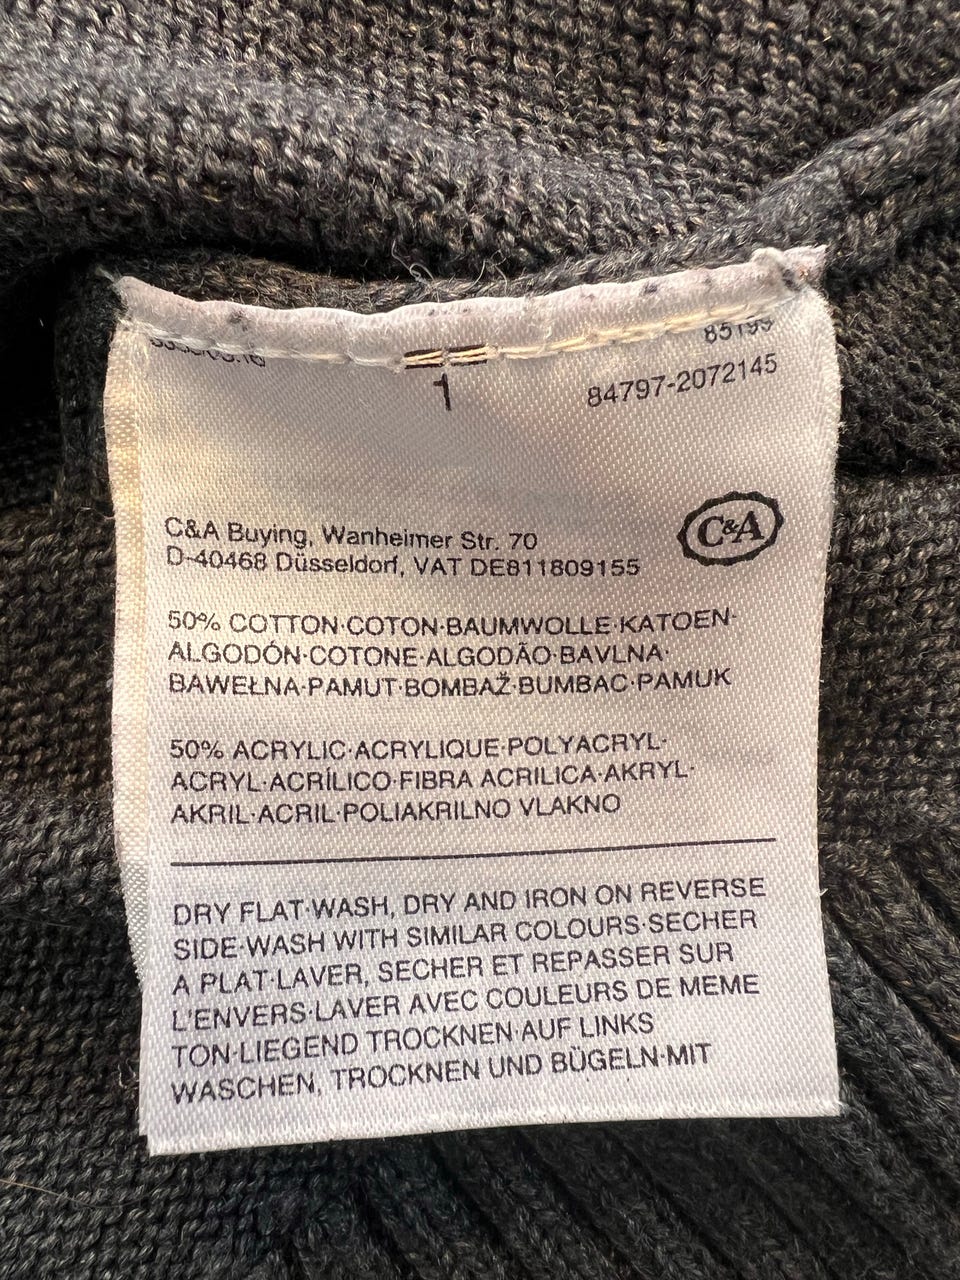 1
84797-2072145
C&A
C&A Buying, Wanheimer Str. 70
D-40468 Düsseldorf, VAT DE811809155
50% COTTON·COTON·BAUMWOLLE·KATOEN·
ALGODÓN·COTONE·ALGODÃO·BAVLNA·
BAWEŁNA·PAMUT·BOMBAŽ·BUMBAC·PAMUK
50% ACRYLIC·ACRYLIQUE·POLYACRYL·
ACRYL·ACRÍLICO·FIBRA ACRILICA·AKRYL·
AKRIL·ACRIL·POLIAKRILNO VLAKNO
DRY FLAT·WASH, DRY AND IRON ON REVERSE
SIDE·WASH WITH SIMILAR COLOURS·SECHER
A PLAT·LAVER, SECHER ET REPASSER SUR
L'ENVERS·LAVER AVEC COULEURS DE MEME
TON·LIEGEND TROCKNEN·AUF LINKS
WASCHEN, TROCKNEN UND BÜGELN·MIT